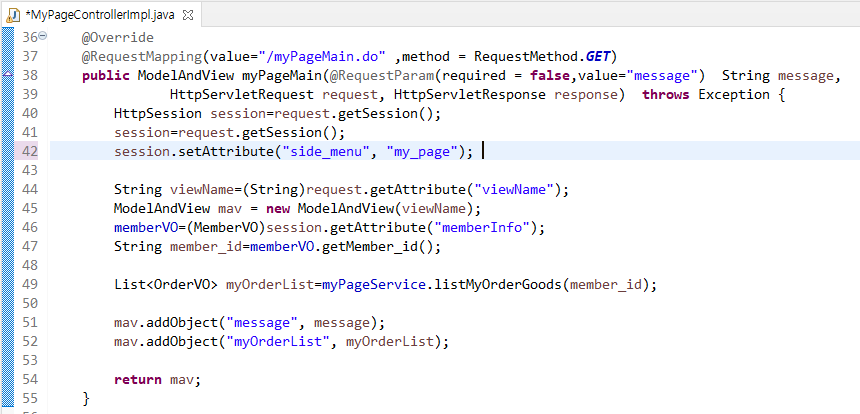 *MyPageControllerImpl.java
36 @Override
37 @RequestMapping(value="/myPageMain.do" ,method = RequestMethod.GET)
38 public ModelAndView myPageMain(@RequestParam(required = false,value="message")  String message,
39 HttpServletRequest request, HttpServletResponse response)  throws Exception {
40 HttpSession session=request.getSession();
41 session=request.getSession();
42 session.setAttribute("side_menu", "my_page");
43
44 String viewName=(String)request.getAttribute("viewName");
45 ModelAndView mav = new ModelAndView(viewName);
46 memberVO=(MemberVO)session.getAttribute("memberInfo");
47 String member_id=memberVO.getMember_id();
48
49 List<OrderVO> myOrderList=myPageService.listMyOrderGoods(member_id);
50
51 mav.addObject("message", message);
52 mav.addObject("myOrderList", myOrderList);
53
54 return mav;
55 }